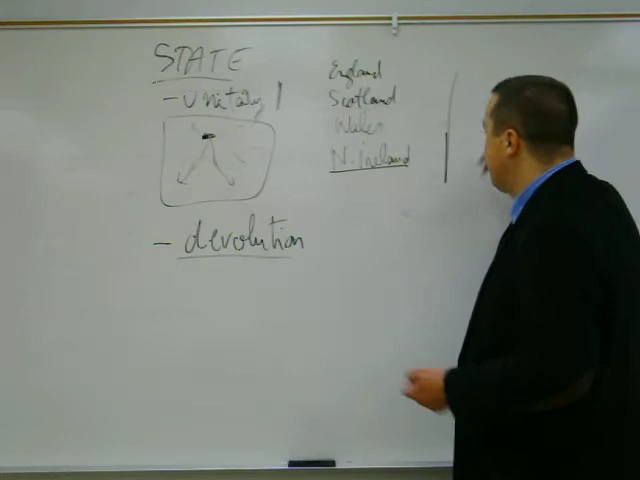 STATE
- Unitary
- devolution
England
Scotland
Wales
N. Ireland